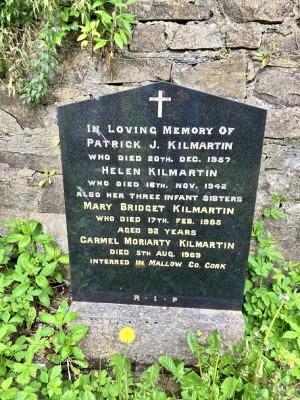 In Loving Memory Of
Patrick J. Kilmartin
who died 20th. Dec. 1957
Helen Kilmartin
who died 16th. Nov. 1942
also her three infant sisters
Mary Bridget Kilmartin
who died 17th Feb. 1985
aged 92 years
Carmel Moriarty Kilmartin
died 5th Aug. 1989
interred in Mallow Co. Cork
R.I.P